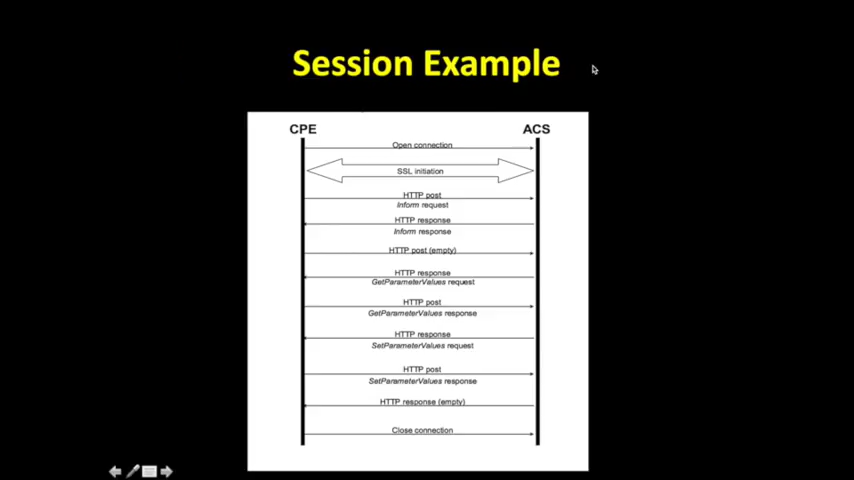 Session Example
CPE
ACS
Open connection
SSL initiation
HTTP post
Inform request
HTTP response
Inform response
HTTP post (empty)
HTTP response
GetParameterValues request
HTTP post
GetParameterValues response
HTTP response
SetParameterValues request
HTTP post
SetParameterValues response
HTTP response (empty)
Close connection